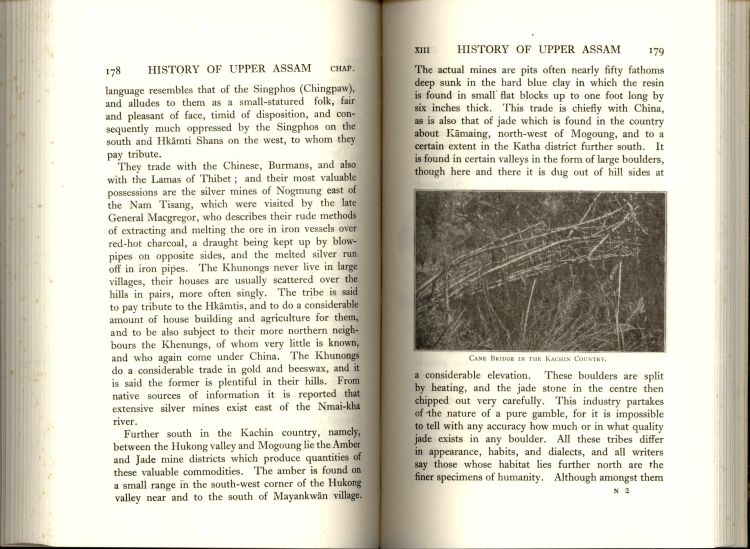 178 HISTORY OF UPPER ASSAM CHAP.
language resembles that of the Singphos (Chingpaw),
and alludes to them as a small-statured folk, fair
and pleasant of face, timid of disposition, and con-
sequently much oppressed by the Singphos on the
south and Hkāmti Shans on the west, to whom they
pay tribute.
They trade with the Chinese, Burmans, and also
with the Lamas of Thibet; and their most valuable
possessions are the silver mines of Nogmung east of
the Nam Tisang, which were visited by the late
General Macgregor, who describes their rude methods
of extracting and melting the ore in iron vessels over
red-hot charcoal, a draught being kept up by blow-
pipes on opposite sides, and the melted silver run
off in iron pipes. The Khunongs never live in large
villages, their houses are usually scattered over the
hills in pairs, more often singly. The tribe is said
to pay tribute to the Hkāmtis, and to do a considerable
amount of house building and agriculture for them,
and to be also subject to their more northern neigh-
bours the Khenungs, of whom very little is known,
and who again come under China. The Khunongs
do a considerable trade in gold and beeswax, and it
is said the former is plentiful in their hills. From
native sources of information it is reported that
extensive silver mines exist east of the Nmai-kha
river.
Further south in the Kachin country, namely,
between the Hukong valley and Mogoung lie the Amber
and Jade mine districts which produce quantities of
these valuable commodities. The amber is found on
a small range in the south-west corner of the Hukong
valley near and to the south of Mayankwān village.
XIII HISTORY OF UPPER ASSAM 179
The actual mines are pits often nearly fifty fathoms
deep sunk in the hard blue clay in which the resin
is found in small flat blocks up to one foot long by
six inches thick. This trade is chiefly with China,
as is also that of jade which is found in the country
about Kāmaing, north-west of Mogoung, and to a
certain extent in the Katha district further south. It
is found in certain valleys in the form of large boulders,
though here and there it is dug out of hill sides at
CANE BRIDGE IN THE KACHIN COUNTRY.
a considerable elevation. These boulders are split
by heating, and the jade stone in the centre then
chipped out very carefully. This industry partakes
of the nature of a pure gamble, for it is impossible
to tell with any accuracy how much or in what quality
jade exists in any boulder. All these tribes differ
in appearance, habits, and dialects, and all writers
say those whose habitat lies further north are the
finer specimens of humanity. Although amongst them
N 2